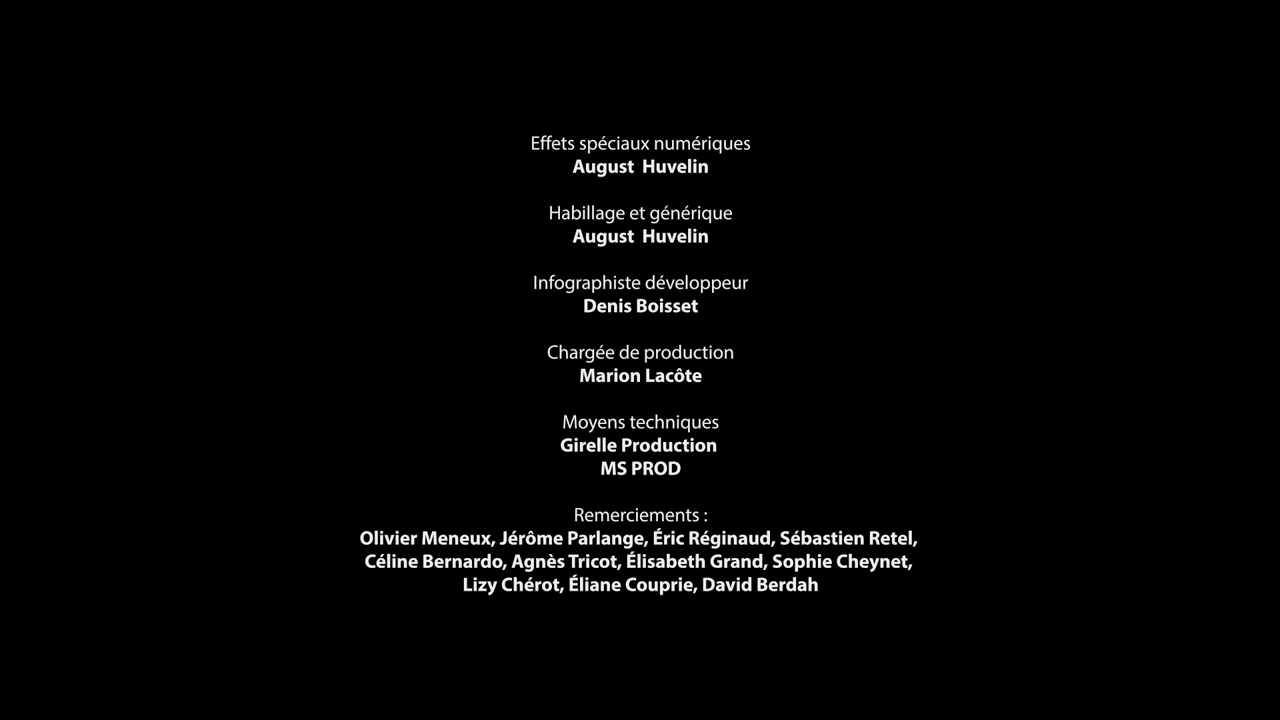 Effets spéciaux numériques
August Huvelin
Habillage et générique
August Huvelin
Infographiste développeur
Denis Boisset
Chargée de production
Marion Lacôte
Moyens techniques
Girelle Production
MS PROD
Remerciements :
Olivier Meneux, Jérôme Parlange, Éric Réginaud, Sébastien Retel,
Céline Bernardo, Agnès Tricot, Élisabeth Grand, Sophie Cheynet,
Lizy Chérot, Éliane Couprie, David Berdah